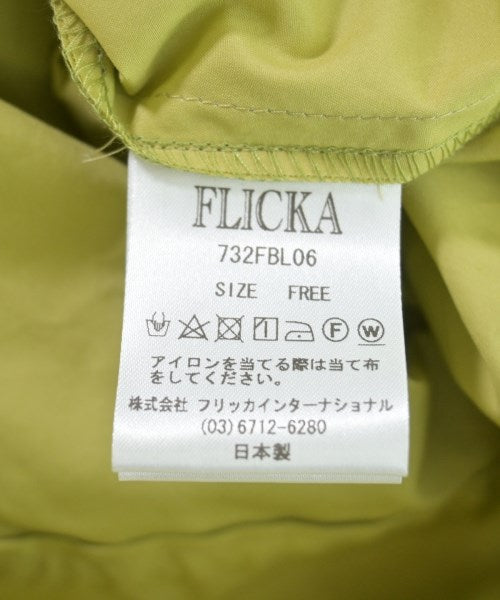 FLICKA
732FBL06
SIZE FREE
F W
アイロンを当てる際は当て布
をしてください。
株式会社 フリッカインターナショナル
(03)6712-6280
日本製